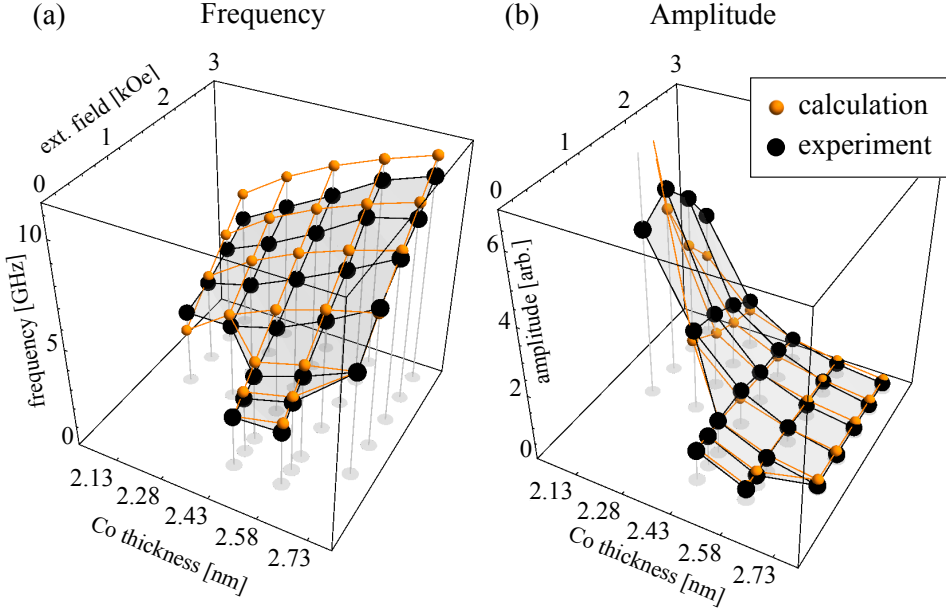 (a) Frequency
(b) Amplitude
ext. field [kOe]
0
1
2
3
frequency [GHz]
10
5
0
2.13
2.28
2.43
2.58
2.73
Co thickness [nm]
0
1
2
3
calculation
experiment
amplitude [arb.]
6
4
2
0
2.13
2.28
2.43
2.58
2.73
Co thickness [nm]